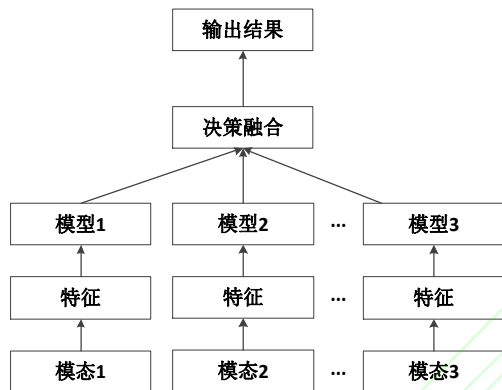 输出结果
决策融合
模型1 模型2 ... 模型3
特征 特征 ... 特征
模态1 模态2 ... 模态3